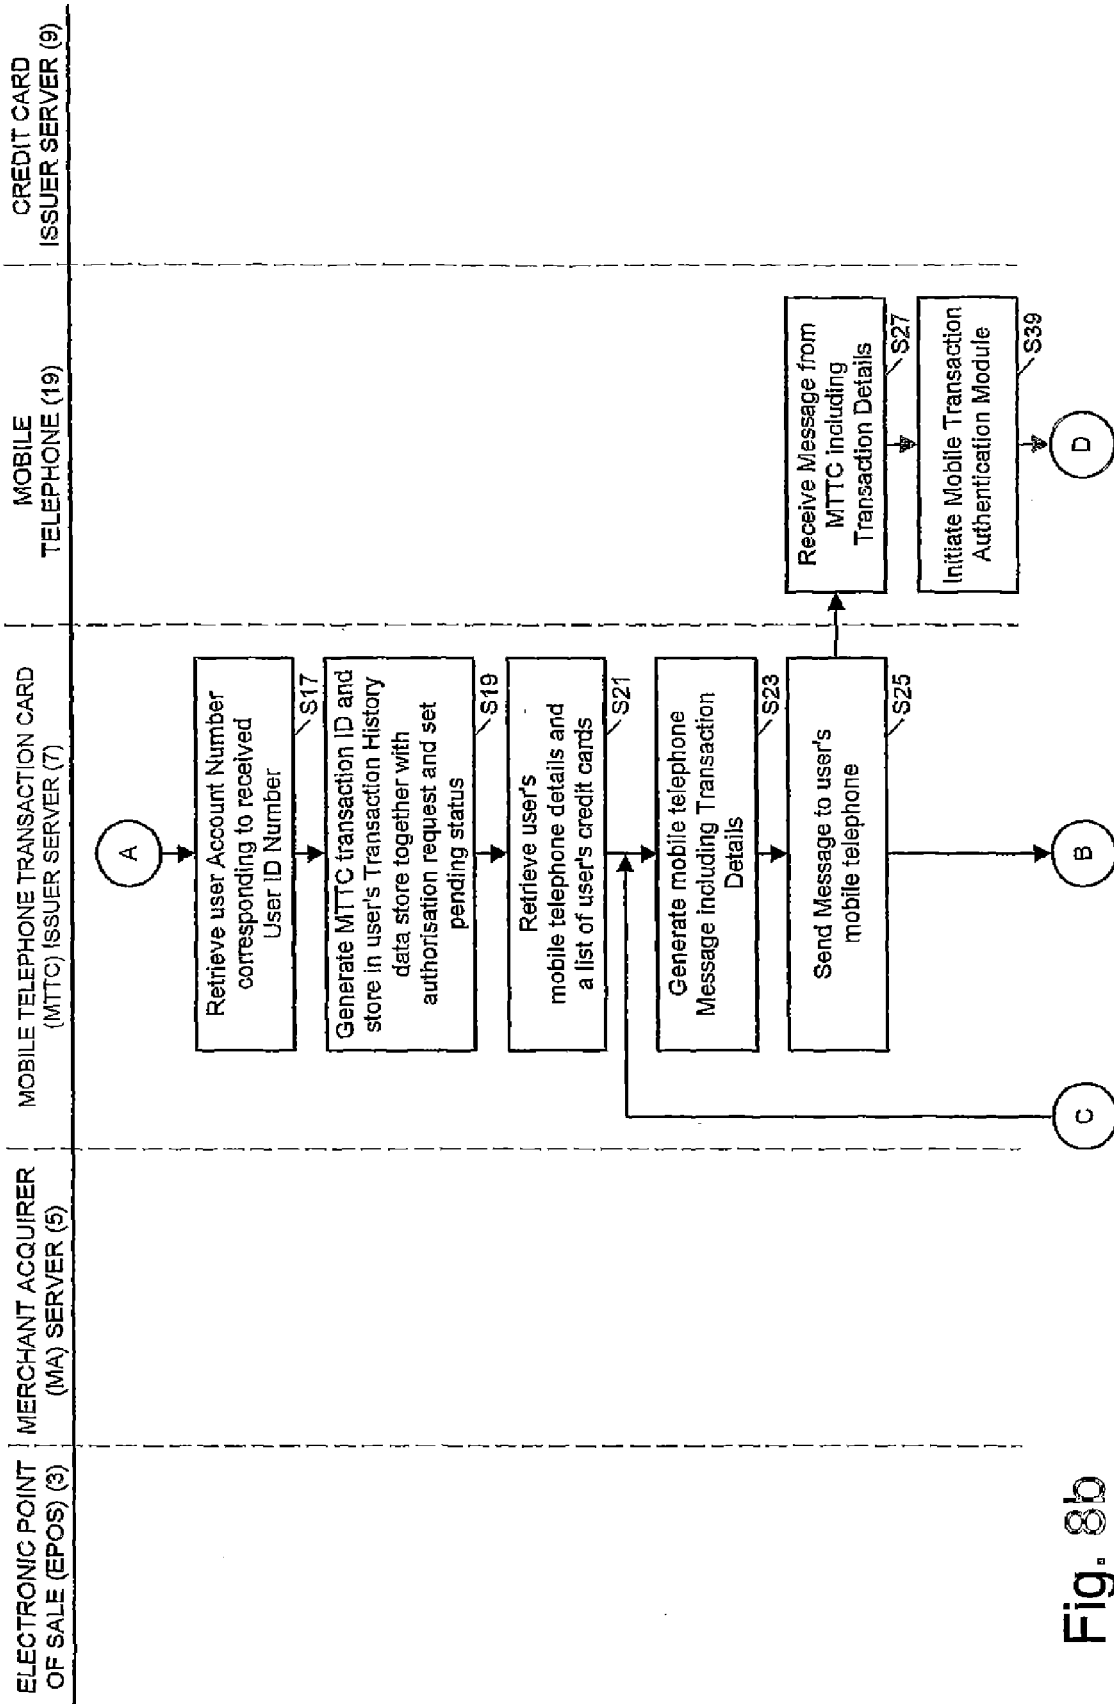 ELECTRONIC POINT
OF SALE (EPOS) (3)
MERCHANT ACQUIRER
(MA) SERVER (5)
MOBILE TELEPHONE TRANSACTION CARD
(MTTC) ISSUER SERVER (7)
MOBILE
TELEPHONE (19)
CREDIT CARD
ISSUER SERVER (9)
A
Retrieve user Account Number
corresponding to received
User ID Number
S17
Generate MTTC transaction ID and
store in user's Transaction History
data store together with
authorisation request and set
pending status
S19
Retrieve user's
mobile telephone details and
a list of user's credit cards
S21
Generate mobile telephone
Message including Transaction
Details
S23
Send Message to user's
mobile telephone
S25
Receive Message from
MTTC including
Transaction Details
S27
Initiate Mobile Transaction
Authentication Module
S39
C
B
D
Fig. 8b